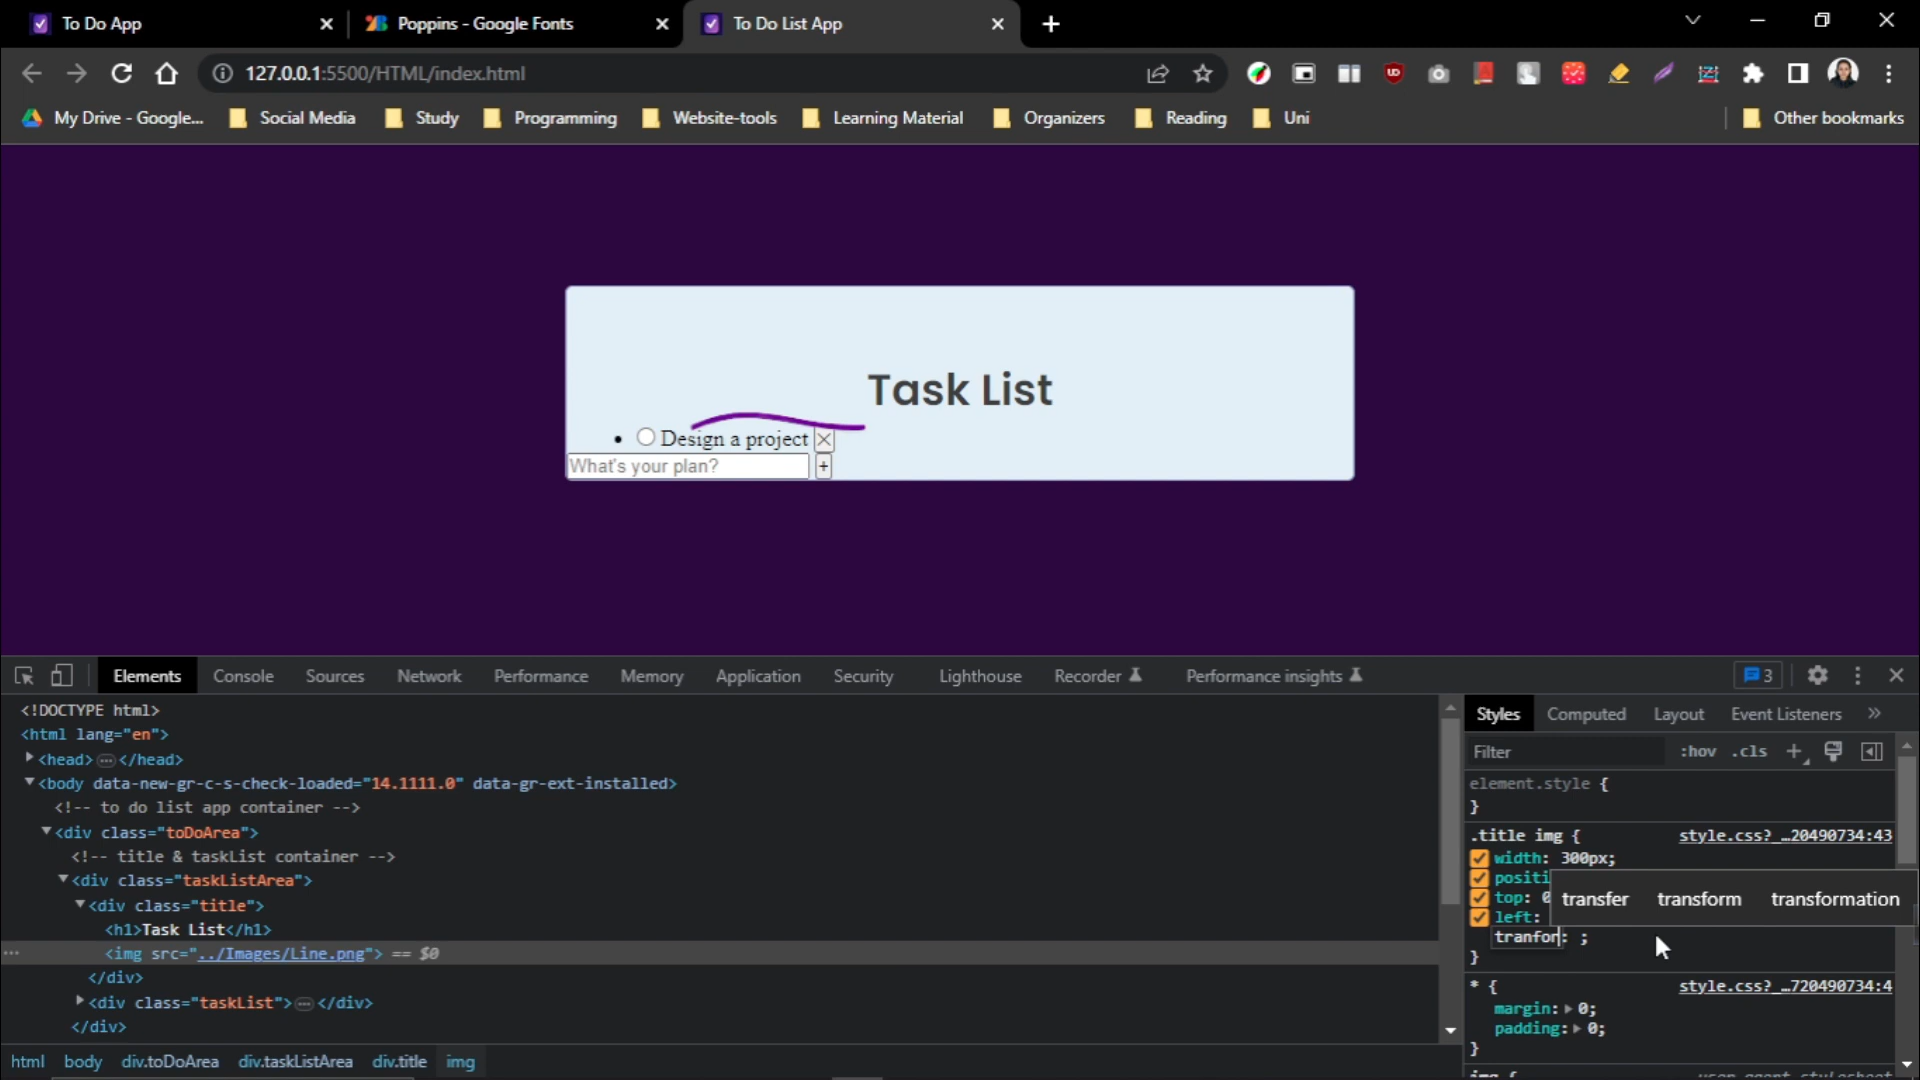 To Do App
Poppins - Google Fonts
To Do List App
127.0.0.1:5500/HTML/index.html
My Drive - Google...
Social Media
Study
Programming
Website-tools
Learning Material
Organizers
Reading
Uni
Other bookmarks
Task List
Design a project
What's your plan?
+
Elements
Console
Sources
Network
Performance
Memory
Application
Security
Lighthouse
Recorder
Performance insights
3
<!DOCTYPE html>
<html lang="en">
<head> … </head>
<body data-new-gr-c-s-check-loaded="14.1111.0" data-gr-ext-installed>
<!-- to do list app container -->
<div class="toDoArea">
<!-- title & taskList container -->
<div class="taskListArea">
<div class="title">
<h1>Task List</h1>
<img src="../Images/Line.png"> == $0
</div>
<div class="taskList"> … </div>
</div>
html body div.toDoArea div.taskListArea div.title img
Styles
Computed
Layout
Event Listeners
Filter
:hov .cls
element.style {
}
.title img { style.css?_…20490734:43
width: 300px;
positi
top: 0
left:
transfer transform transformation
tranfor: ;
}
* { style.css?_…720490734:4
margin: 0;
padding: 0;
}